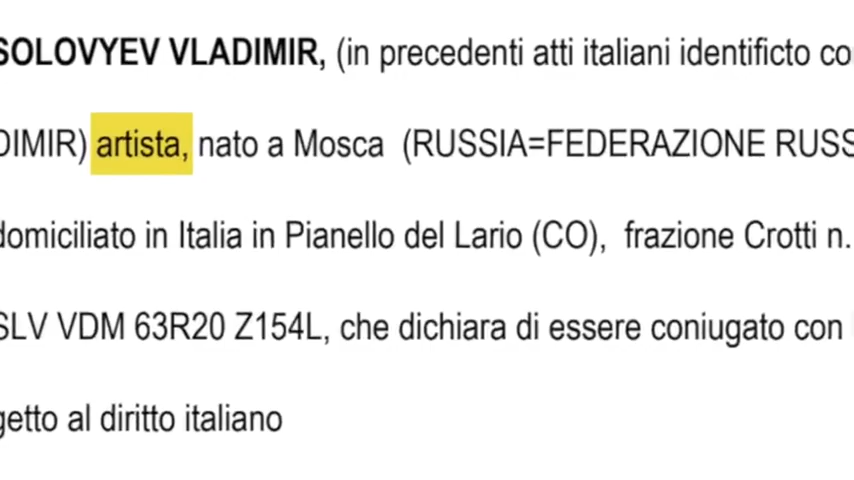 SOLOVYEV VLADIMIR, (in precedenti atti italiani identificto co
DIMIR) artista, nato a Mosca (RUSSIA=FEDERAZIONE RUSS
domiciliato in Italia in Pianello del Lario (CO), frazione Crotti n.
SLV VDM 63R20 Z154L, che dichiara di essere coniugato con
getto al diritto italiano